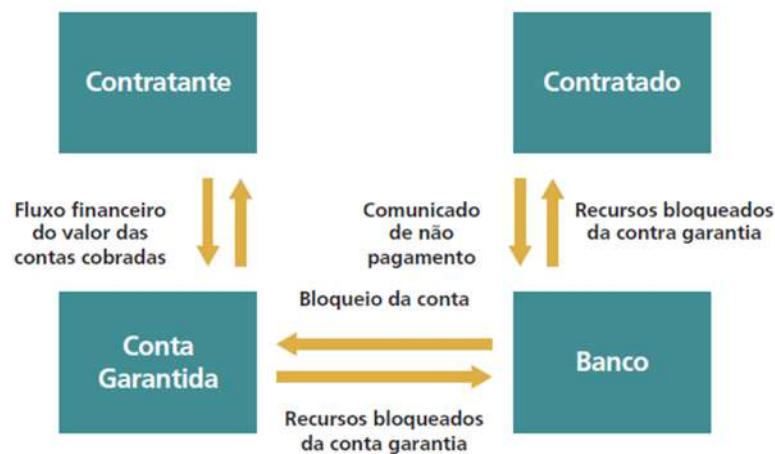 Contratante
Contratado
Fluxo financeiro
do valor das
contas cobradas
Comunicado
de não
pagamento
Recursos bloqueados
da contra garantia
Bloqueio da conta
Conta
Garantida
Banco
Recursos bloqueados
da conta garantia